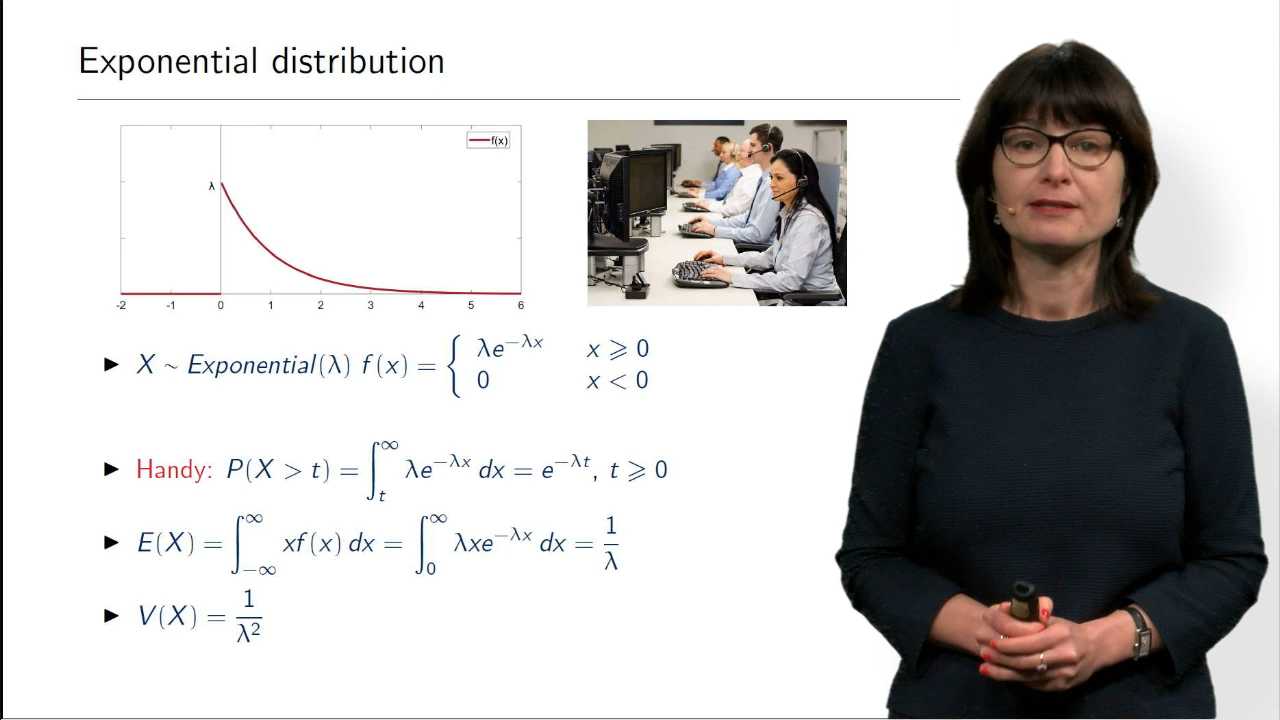 Exponential distribution
f(x)
λ
-2 -1 0 1 2 3 4 5 6
► X ~ Exponential(λ) f(x) = { λe^{-λx} x ⩾ 0
0 x < 0
► Handy: P(X > t) = ∫_t^∞ λe^{-λx} dx = e^{-λt}, t ⩾ 0
► E(X) = ∫_{-∞}^∞ xf(x) dx = ∫_0^∞ λxe^{-λx} dx = 1/λ
► V(X) = 1/λ²